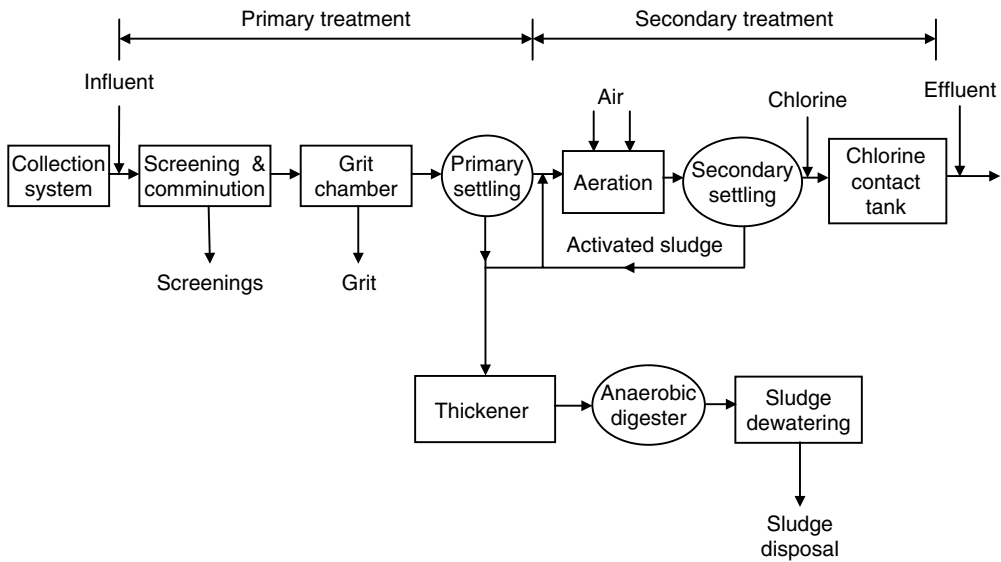 Primary treatment
Secondary treatment
Influent
Air
Chlorine
Effluent
Collection
system
Screening &
comminution
Grit
chamber
Primary
settling
Aeration
Secondary
settling
Chlorine
contact
tank
Activated sludge
Screenings
Grit
Thickener
Anaerobic
digester
Sludge
dewatering
Sludge
disposal